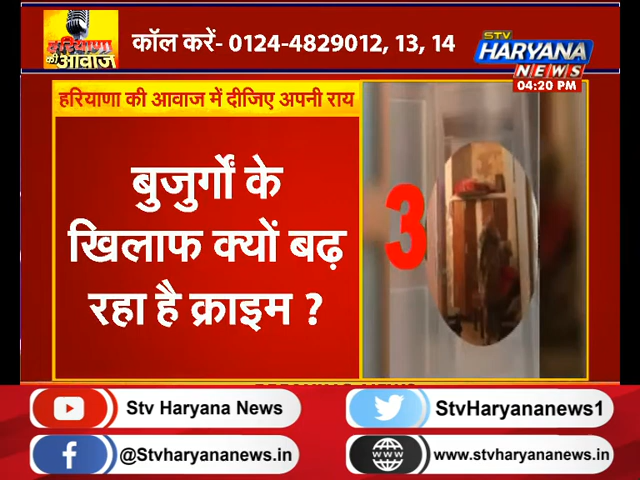 हरियाणा
की आवाज
कॉल करें- 0124-4829012, 13, 14
STV
HARYANA
NEWS
04:20 PM
हरियाणा की आवाज में दीजिए अपनी राय
बुजुर्गों के
खिलाफ क्यों बढ़
रहा है क्राइम ?
3
Stv Haryana News
StvHaryananews1
@Stvharyananews.in
www.stvharyananews.in